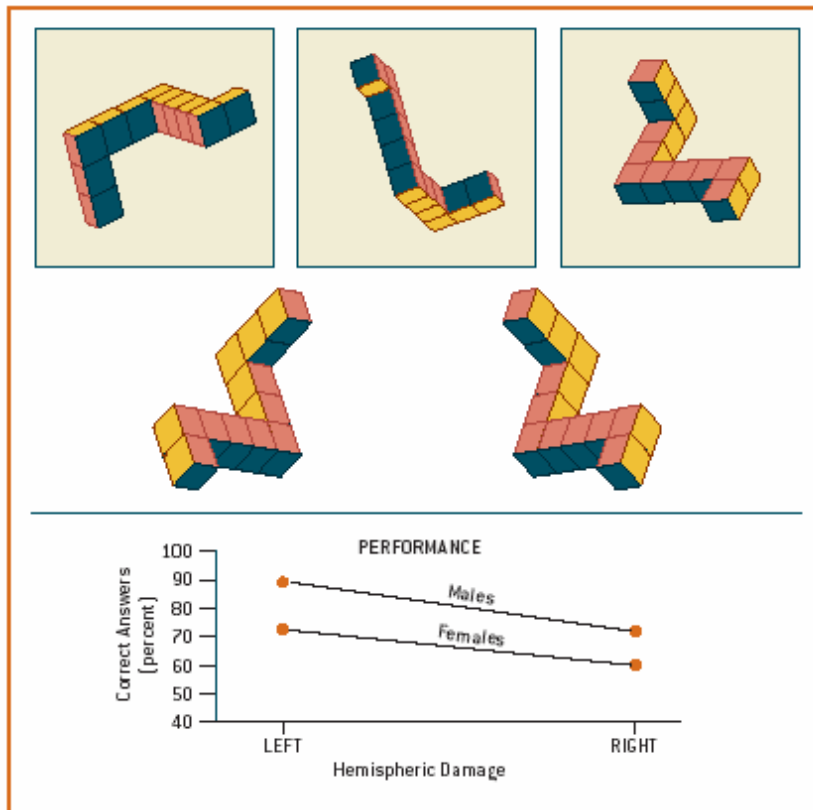 PERFORMANCE
Correct Answers
(percent)
100
90
80
70
60
50
40
Males
Females
LEFT
RIGHT
Hemispheric Damage